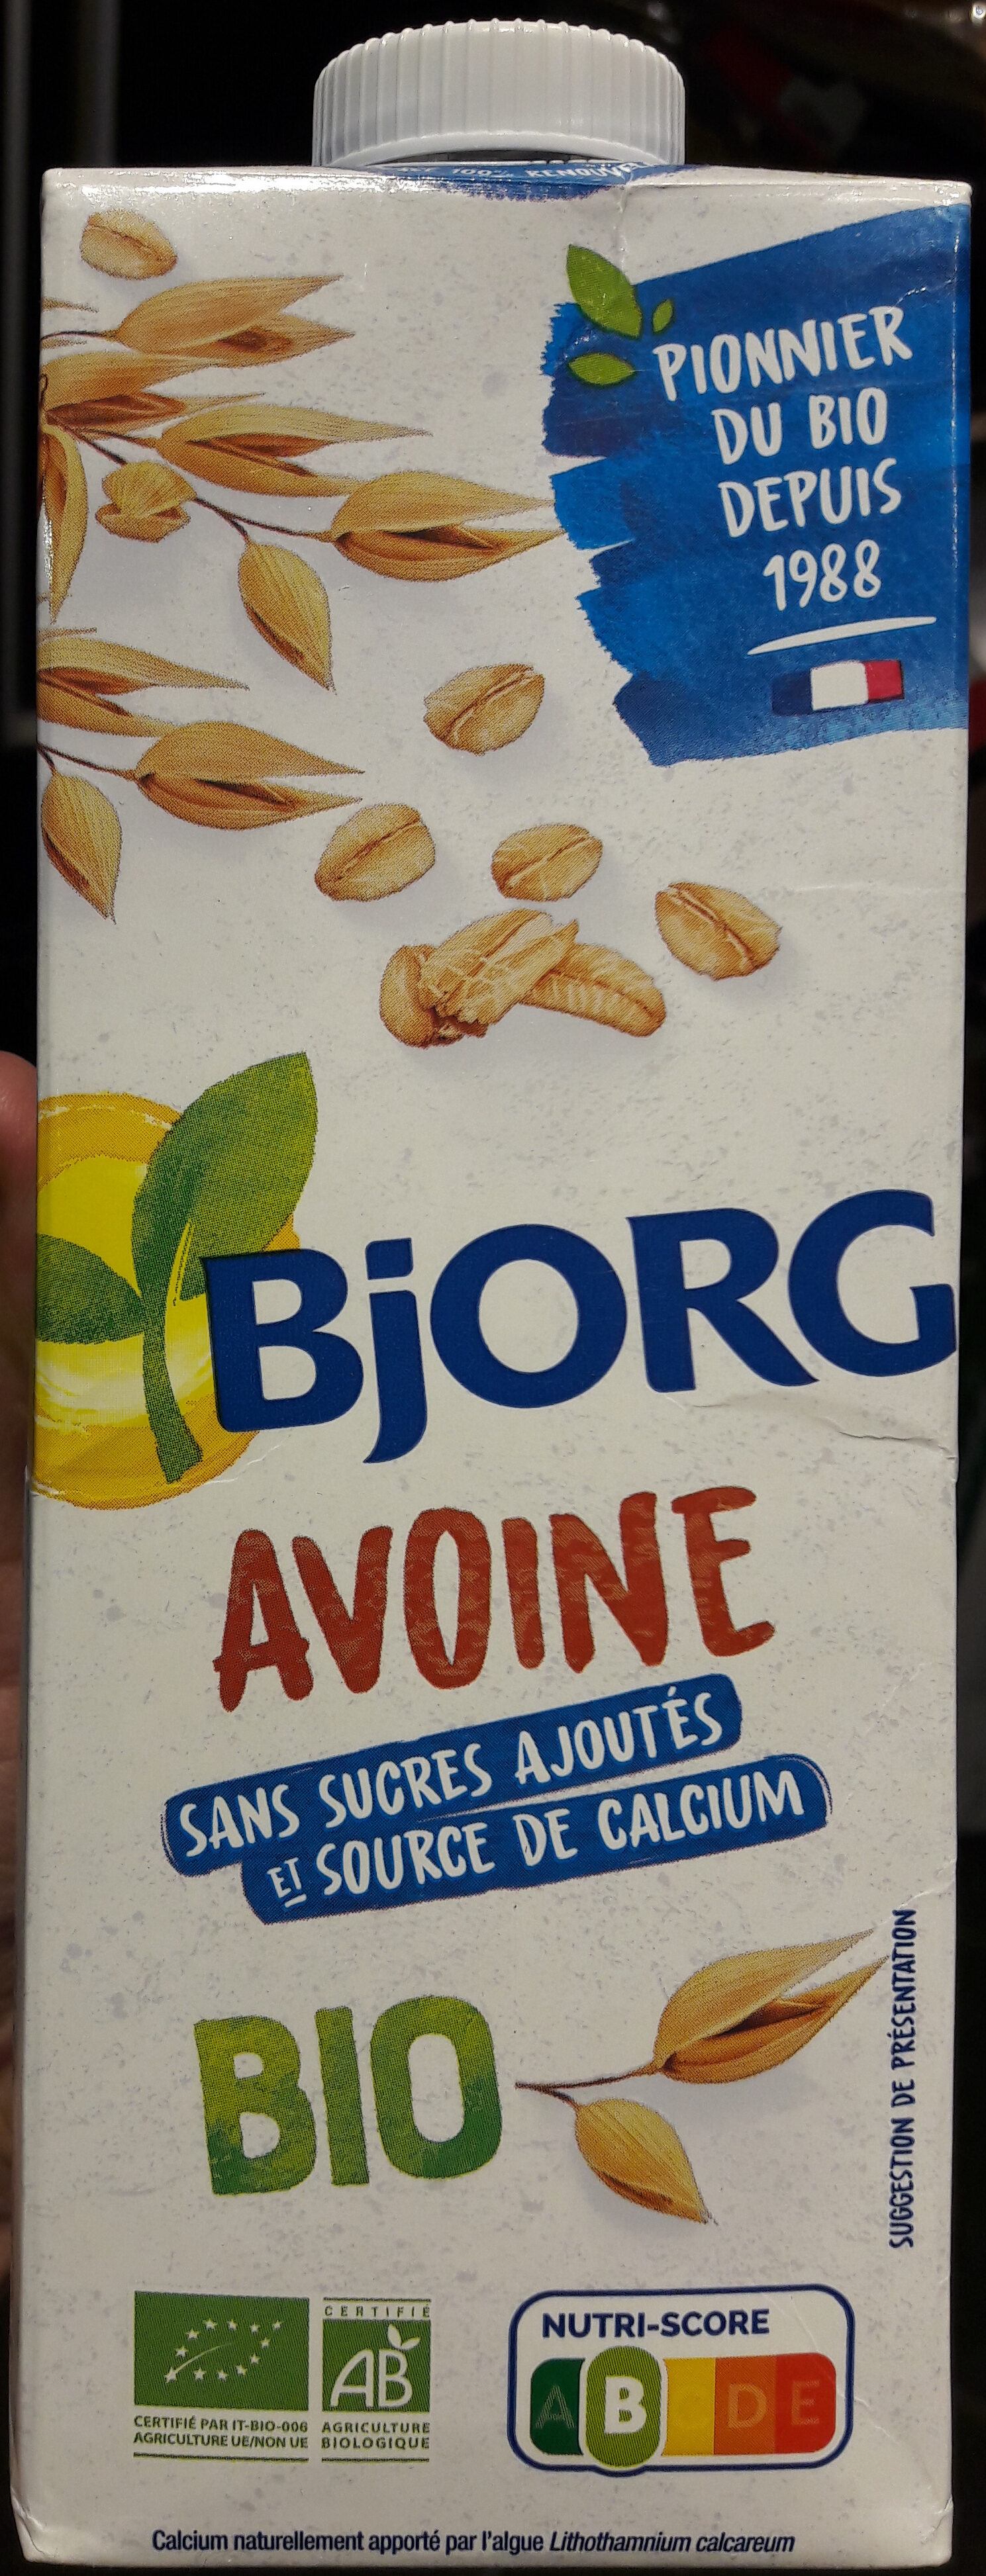 100% RENOUV
PIONNIER
DU BIO
DEPUIS
1988
BjORG
AVOINE
SANS SUCRES AJOUTÉS
ET SOURCE DE CALCIUM
BIO
SUGGESTION DE PRÉSENTATION
CERTIFIÉ PAR IT-BIO-006
AGRICULTURE UE/NON UE
CERTIFIÉ
AB
AGRICULTURE
BIOLOGIQUE
NUTRI-SCORE
A B C D E
Calcium naturellement apporté par l'algue Lithothamnium calcareum